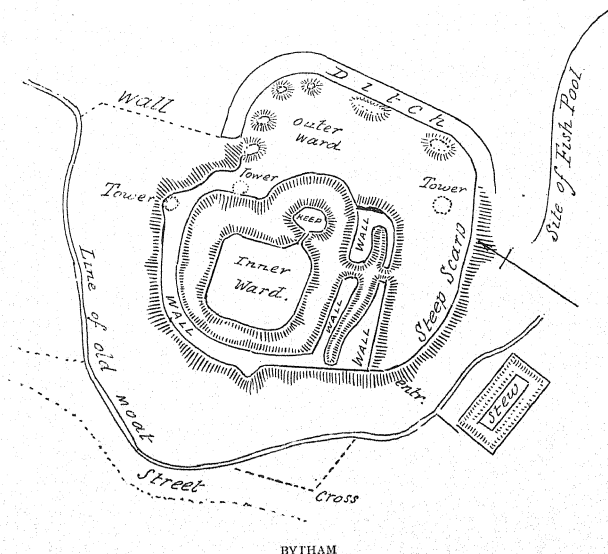 Ditch
Wall
Outer
Ward.
Site of Fish Pool.
Tower
Tower
Tower
KEEP
WALL
Inner
Ward.
Steep Scarp
Line of old moat
WALL
WALL
WALL
entr.
STEW
Street
Cross
BYTHAM